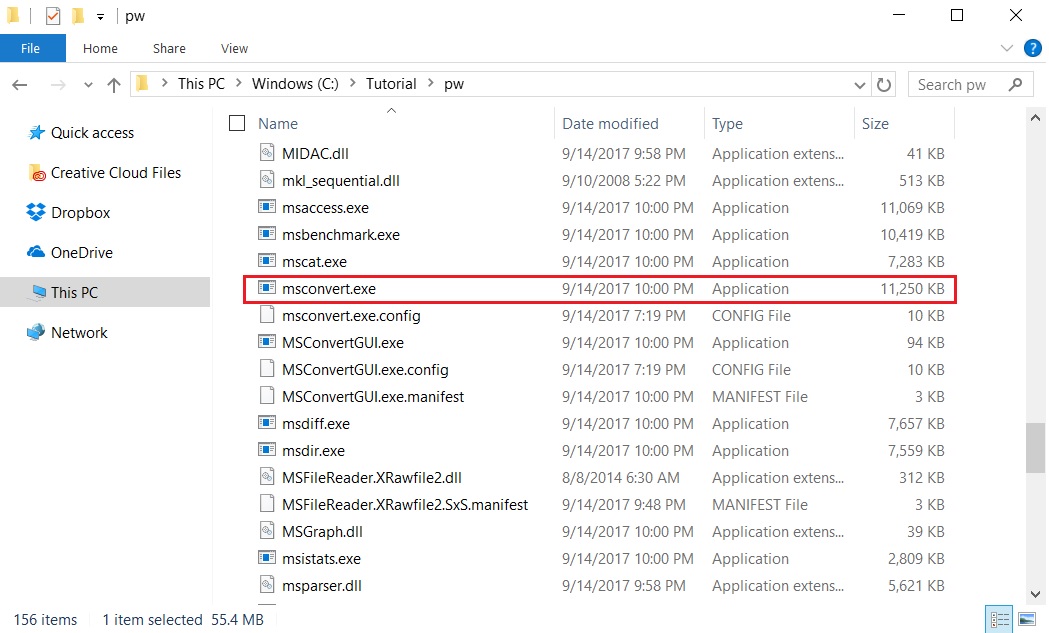 pw
File Home Share View
This PC Windows (C:) Tutorial pw Search pw
Quick access
Creative Cloud Files
Dropbox
OneDrive
This PC
Network
Name Date modified Type Size
MIDAC.dll 9/14/2017 9:58 PM Application extens... 41 KB
mkl_sequential.dll 9/10/2008 5:22 PM Application extens... 513 KB
msaccess.exe 9/14/2017 10:00 PM Application 11,069 KB
msbenchmark.exe 9/14/2017 10:00 PM Application 10,419 KB
mscat.exe 9/14/2017 10:00 PM Application 7,283 KB
msconvert.exe 9/14/2017 10:00 PM Application 11,250 KB
msconvert.exe.config 9/14/2017 7:19 PM CONFIG File 10 KB
MSConvertGUI.exe 9/14/2017 10:00 PM Application 94 KB
MSConvertGUI.exe.config 9/14/2017 7:19 PM CONFIG File 10 KB
MSConvertGUI.exe.manifest 9/14/2017 10:00 PM MANIFEST File 3 KB
msdiff.exe 9/14/2017 10:00 PM Application 7,657 KB
msdir.exe 9/14/2017 10:00 PM Application 7,559 KB
MSFileReader.XRawfile2.dll 8/8/2014 6:30 AM Application extens... 312 KB
MSFileReader.XRawfile2.SxS.manifest 9/14/2017 9:48 PM MANIFEST File 3 KB
MSGraph.dll 9/14/2017 10:00 PM Application extens... 39 KB
msistats.exe 9/14/2017 10:00 PM Application 2,809 KB
msparser.dll 9/14/2017 9:58 PM Application extens... 5,621 KB
156 items 1 item selected 55.4 MB